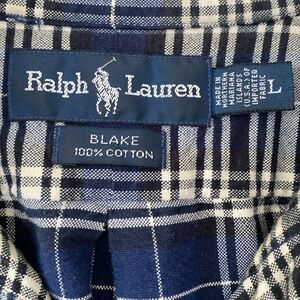 Ralph Lauren
BLAKE
100% COTTON
MADE IN
NORTHERN
MARIANA
ISLANDS
(U.S.A.) OF
IMPORTED
FABRIC
L